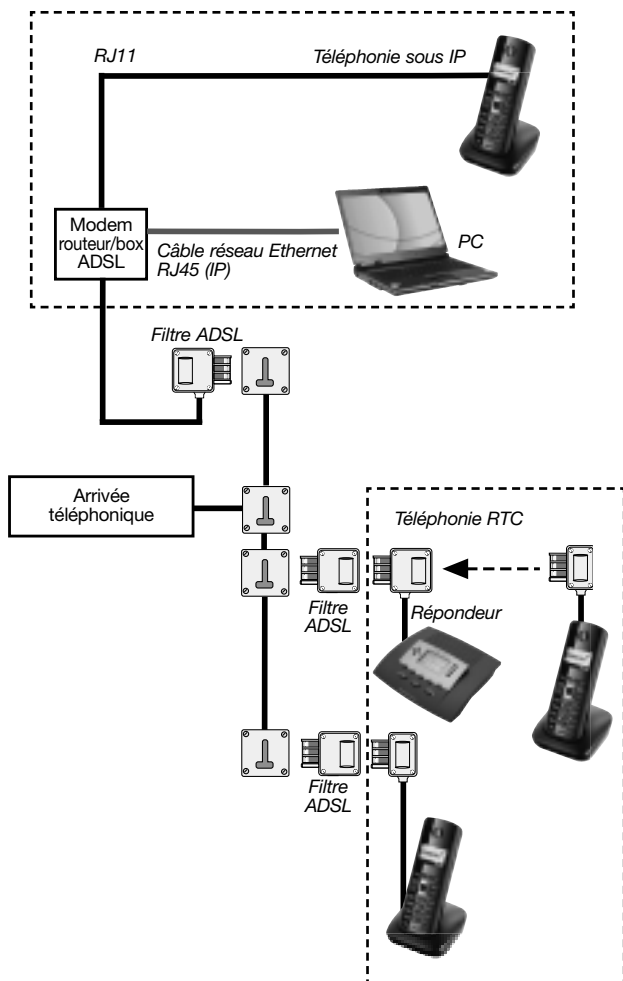 RJ11
Téléphonie sous IP
Modem
routeur/box
ADSL
Câble réseau Ethernet
RJ45 (IP)
PC
Filtre ADSL
Arrivée
téléphonique
Téléphonie RTC
Filtre
ADSL
Répondeur
Filtre
ADSL